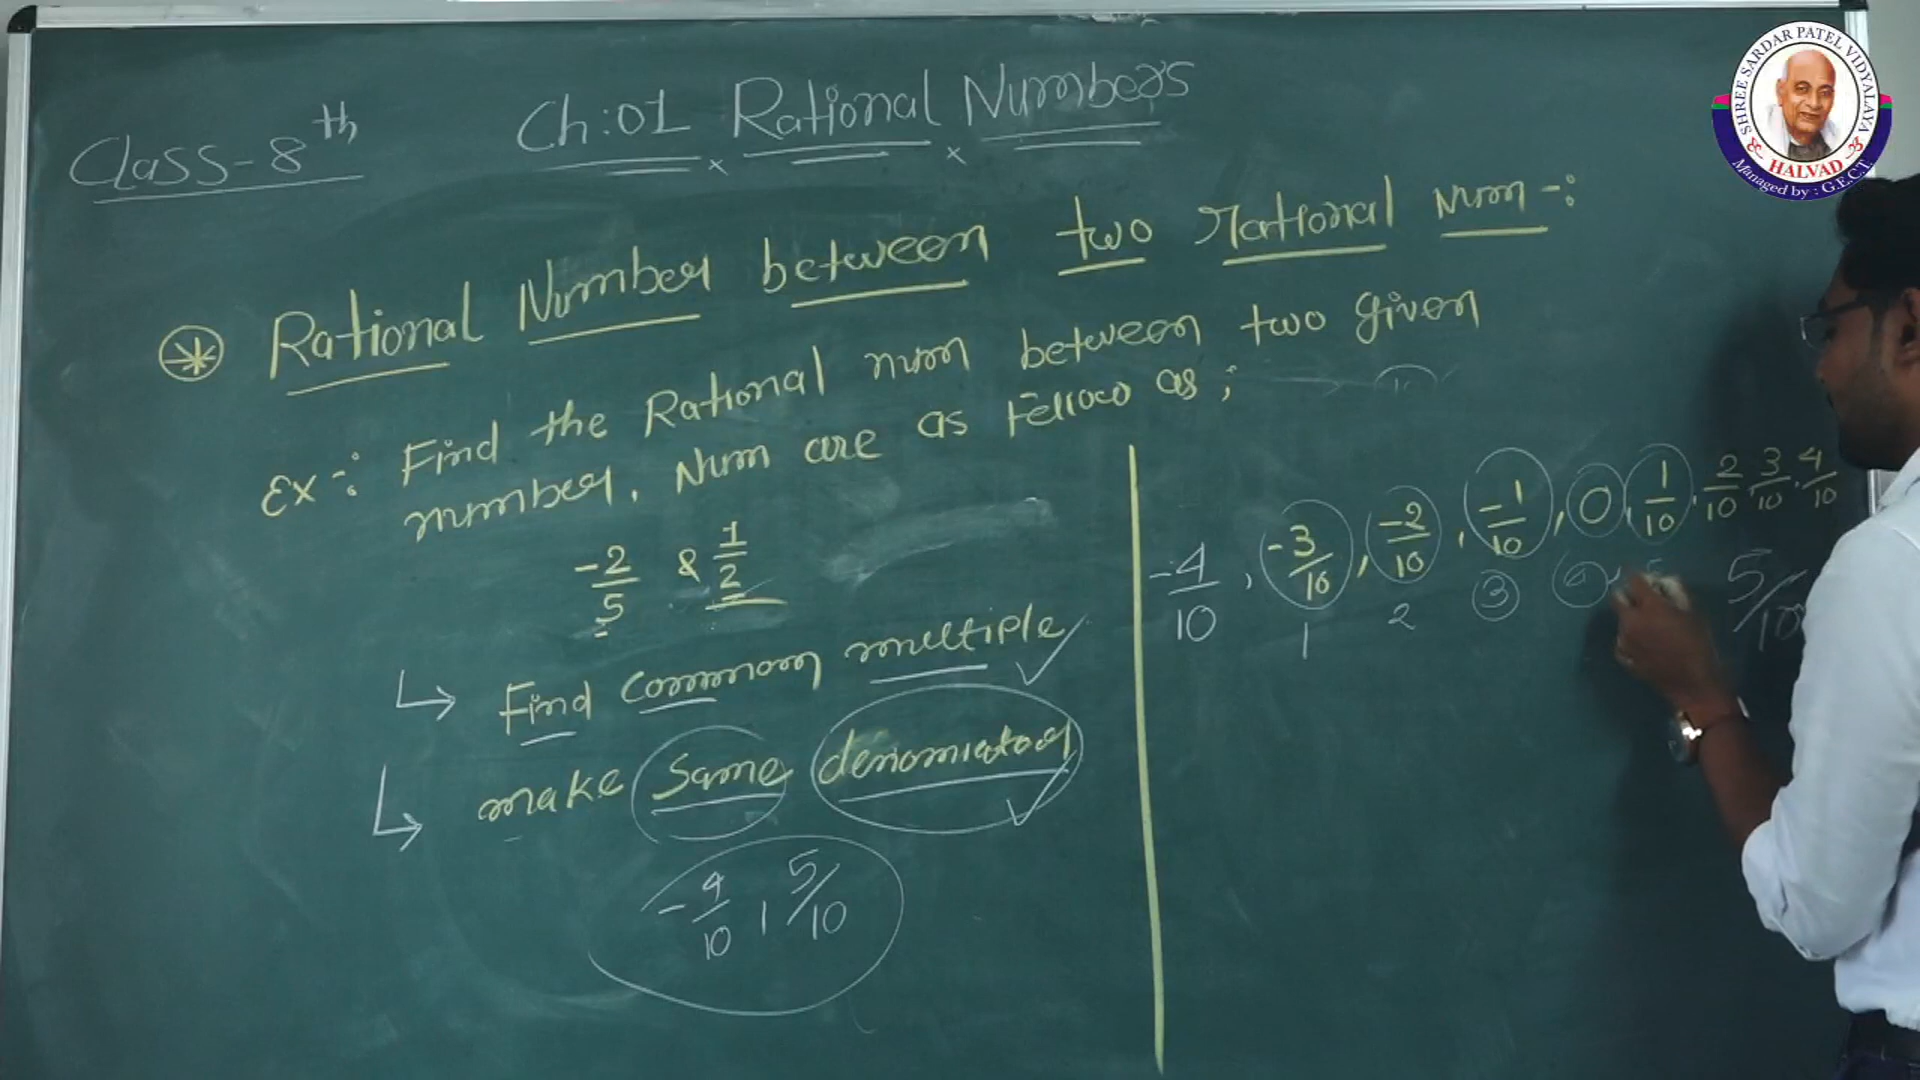 SHREE SARDAR PATEL VIDYALAYA
HALVAD
Managed by : G.E.C.T.
Class-8th
Ch:01 Rational Numbers
Rational Number between two rational num-:
Ex-: Find the Rational num between two given
number. Num are as Fellow as;
-2/5 & 1/2
↳ Find common multiple ✓
↳ make same denomicator ✓
-4/10 , 5/10
-4/10 , -3/10 , -2/10 , -1/10 , 0 , 1/10 , 2/10 , 3/10 , 4/10
1 2 3 4
5/10